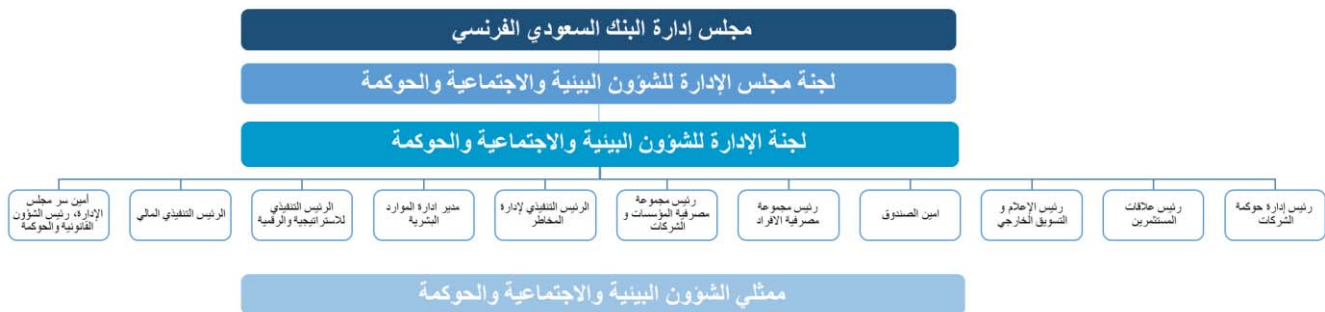 مجلس إدارة البنك السعودي الفرنسي
لجنة مجلس الإدارة للشؤون البيئية والاجتماعية والحوكمة
لجنة الإدارة للشؤون البيئية والاجتماعية والحوكمة
رئيس إدارة حوكمة
الشركات
رئيس علاقات
المستثمرين
رئيس الإعلام و
التسويق الخارجي
امين الصندوق
رئيس مجموعة
مصرفية الافراد
رئيس مجموعة
مصرفية المؤسسات و
الشركات
الرئيس التنفيذي لإدارة
المخاطر
مدير ادارة الموارد
البشرية
الرئيس التنفيذي
للاستراتيجية والرقمية
الرئيس التنفيذي المالي
أمين سر مجلس
الإدارة، رئيس الشؤون
القانونية والحوكمة
ممثلي الشؤون البيئية والاجتماعية والحوكمة